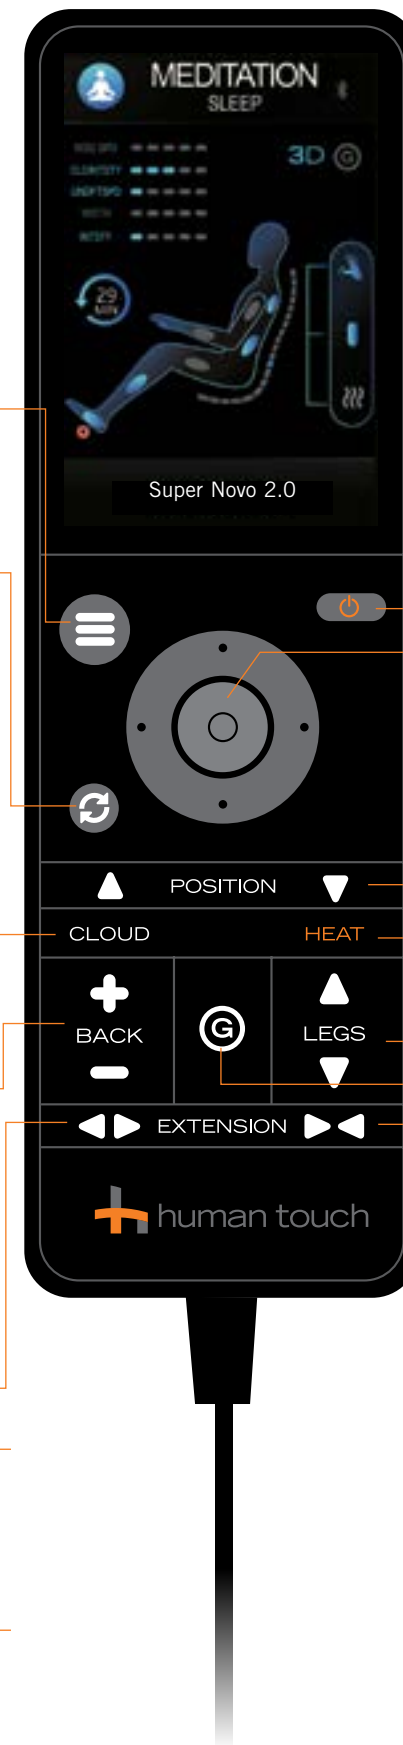 MEDITATION
SLEEP
3D G
29
MIN
Super Novo 2.0
POSITION
CLOUD HEAT
BACK G LEGS
EXTENSION
human touch